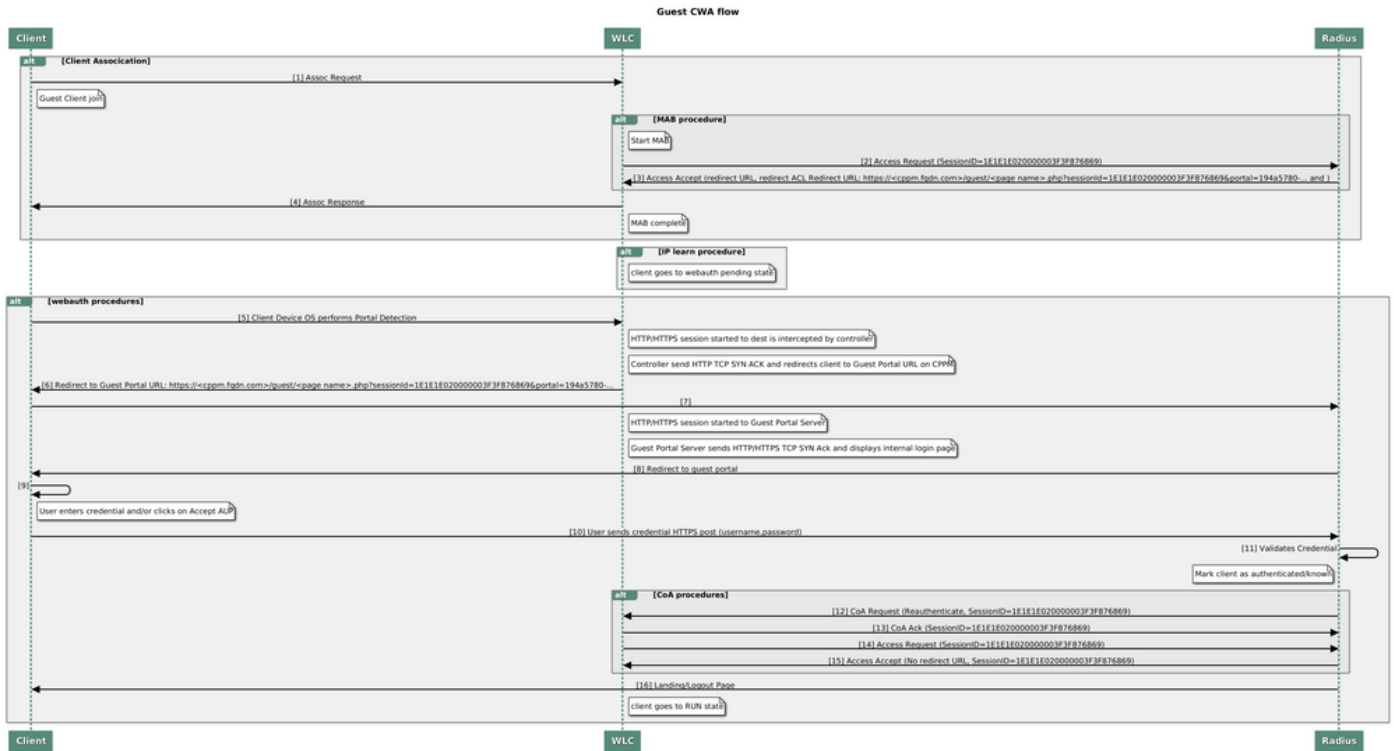 Guest CWA flow
Client
WLC
Radius
alt [Client Assocication]
[1] Assoc Request
Guest Client join
alt [MAB procedure]
Start MAB
[2] Access Request (SessionID=1E1E1E020000003F3F876869)
[3] Access Accept (redirect URL, redirect ACL Redirect URL: https://<cppm.fqdn.com>/guest/<page name>.php?sessionId=1E1E1E020000003F3F876869&portal=194a5780-... and )
[4] Assoc Response
MAB complete
alt [IP learn procedure]
client goes to webauth pending state
alt [webauth procedures]
[5] Client Device OS performs Portal Detection
HTTP/HTTPS session started to dest is intercepted by controller
Controller send HTTP TCP SYN ACK and redirects client to Guest Portal URL on CPPM
[6] Redirect to Guest Portal URL: https://<cppm.fqdn.com>/guest/<page name>.php?sessionId=1E1E1E020000003F3F876869&portal=194a5780-...
[7]
HTTP/HTTPS session started to Guest Portal Server
Guest Portal Server sends HTTP/HTTPS TCP SYN Ack and displays internal login page
[8] Redirect to guest portal
[9]
User enters credential and/or clicks on Accept AUP
[10] User sends credential HTTPS post (username,password)
[11] Validates Credential
Mark client as authenticated/known
alt [CoA procedures]
[12] CoA Request (Reauthenticate, SessionID=1E1E1E020000003F3F876869)
[13] CoA Ack (SessionID=1E1E1E020000003F3F876869)
[14] Access Request (SessionID=1E1E1E020000003F3F876869)
[15] Access Accept (No redirect URL, SessionID=1E1E1E020000003F3F876869)
[16] Landing/Logout Page
client goes to RUN state
Client
WLC
Radius